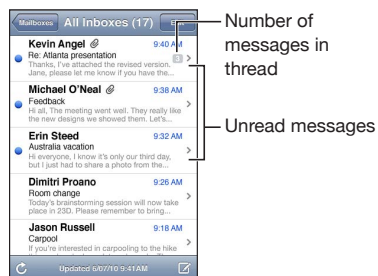 Mailboxes All Inboxes (17) Edit
Kevin Angel 9:40 AM
Re: Atlanta presentation 3
Thanks, I've attached the revised version.
Jane, please let me know if you have the...
Michael O'Neal 9:38 AM
Feedback
Hi all, The meeting went well. They really like
the new designs we showed them. Let's...
Erin Steed 9:32 AM
Australia vacation
Hi everyone, I know it's only our third day,
but I just had to share a photo from the...
Dimitri Proano 9:26 AM
Room change
Today's brainstorming session will now take
place in 23D. Please remember to bring...
Jason Russell 9:18 AM
Carpool
If you're interested in carpooling to the hike
Updated 6/07/10 9:41AM
Number of
messages in
thread
Unread messages